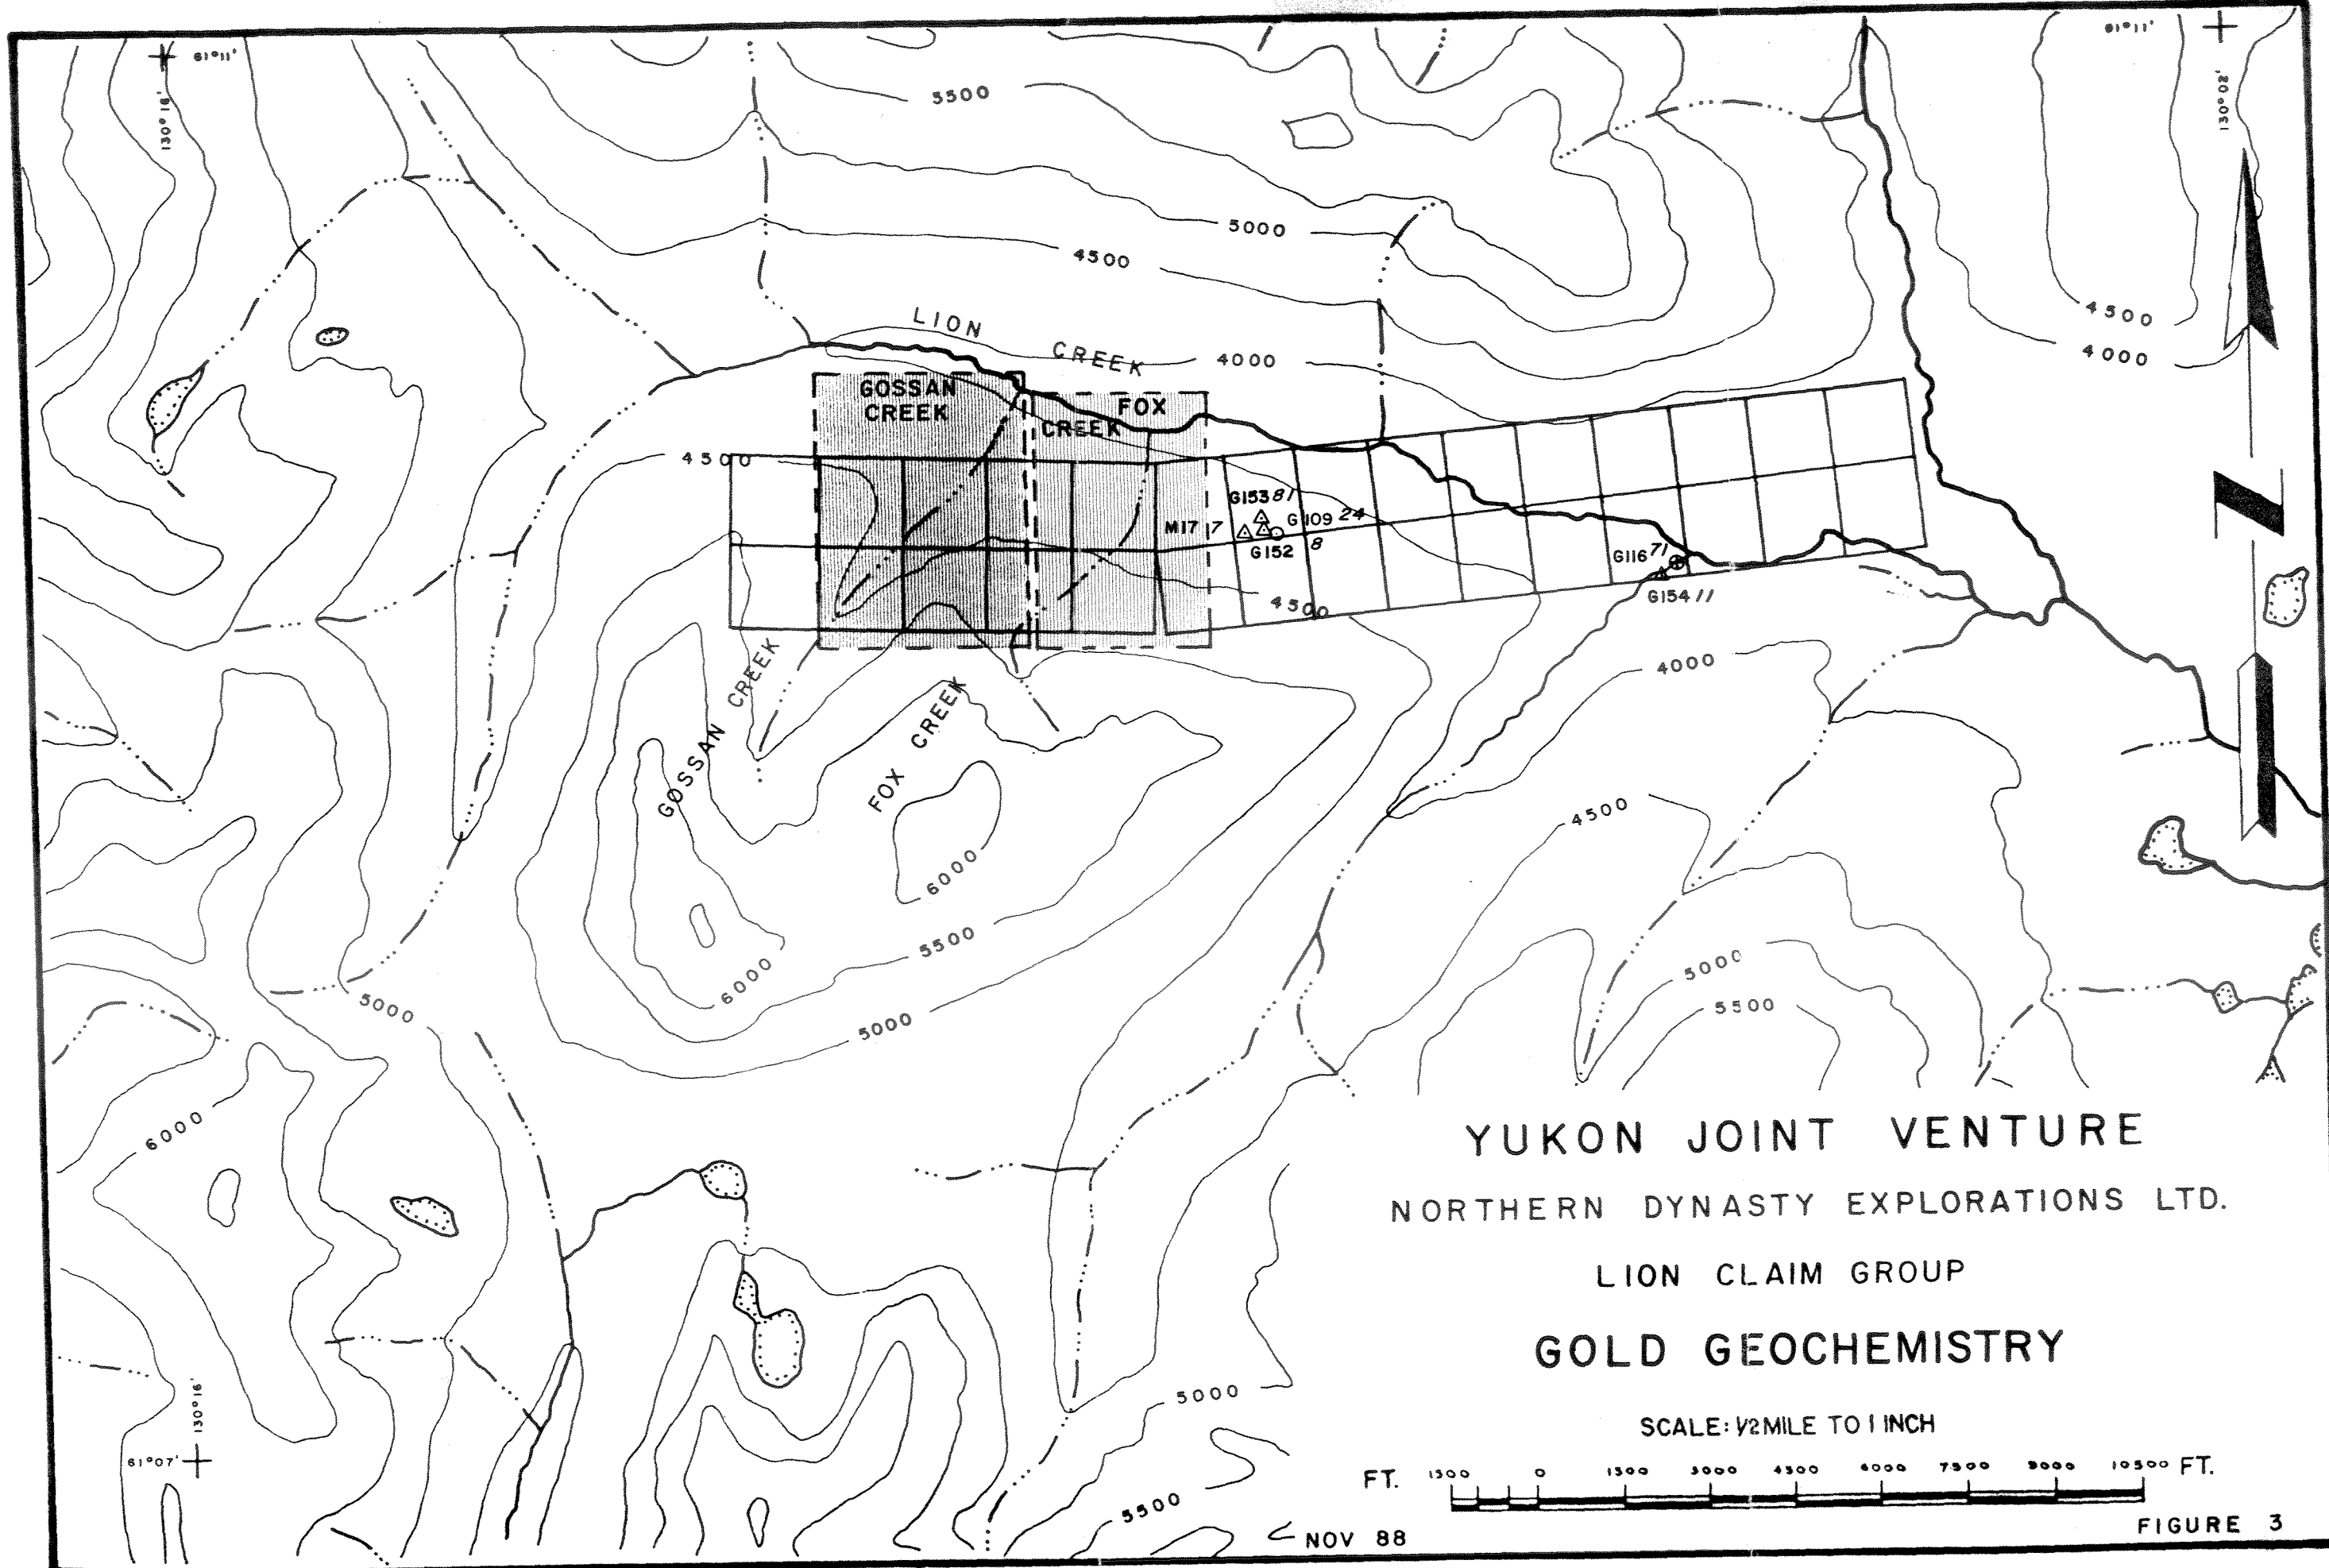 61°11'
61°11'
130°18'
130°02'
5500
5000
4500
4500
4000
4000
LION CREEK
GOSSAN
CREEK
FOX
CREEK
4500
G153 81
M17 17
G109 24
G152 8
G116 71
G154 11
4500
4000
GOSSAN CREEK
FOX CREEK
4500
6000
5500
5000
6000
5000
5500
5000
5000
6000
YUKON JOINT VENTURE
NORTHERN DYNASTY EXPLORATIONS LTD.
LION CLAIM GROUP
GOLD GEOCHEMISTRY
SCALE: 1/2 MILE TO 1 INCH
FT. 1500 0 1500 3000 4500 6000 7500 9000 10500 FT.
5000
5500
130°16'
61°07'
NOV 88
FIGURE 3
N